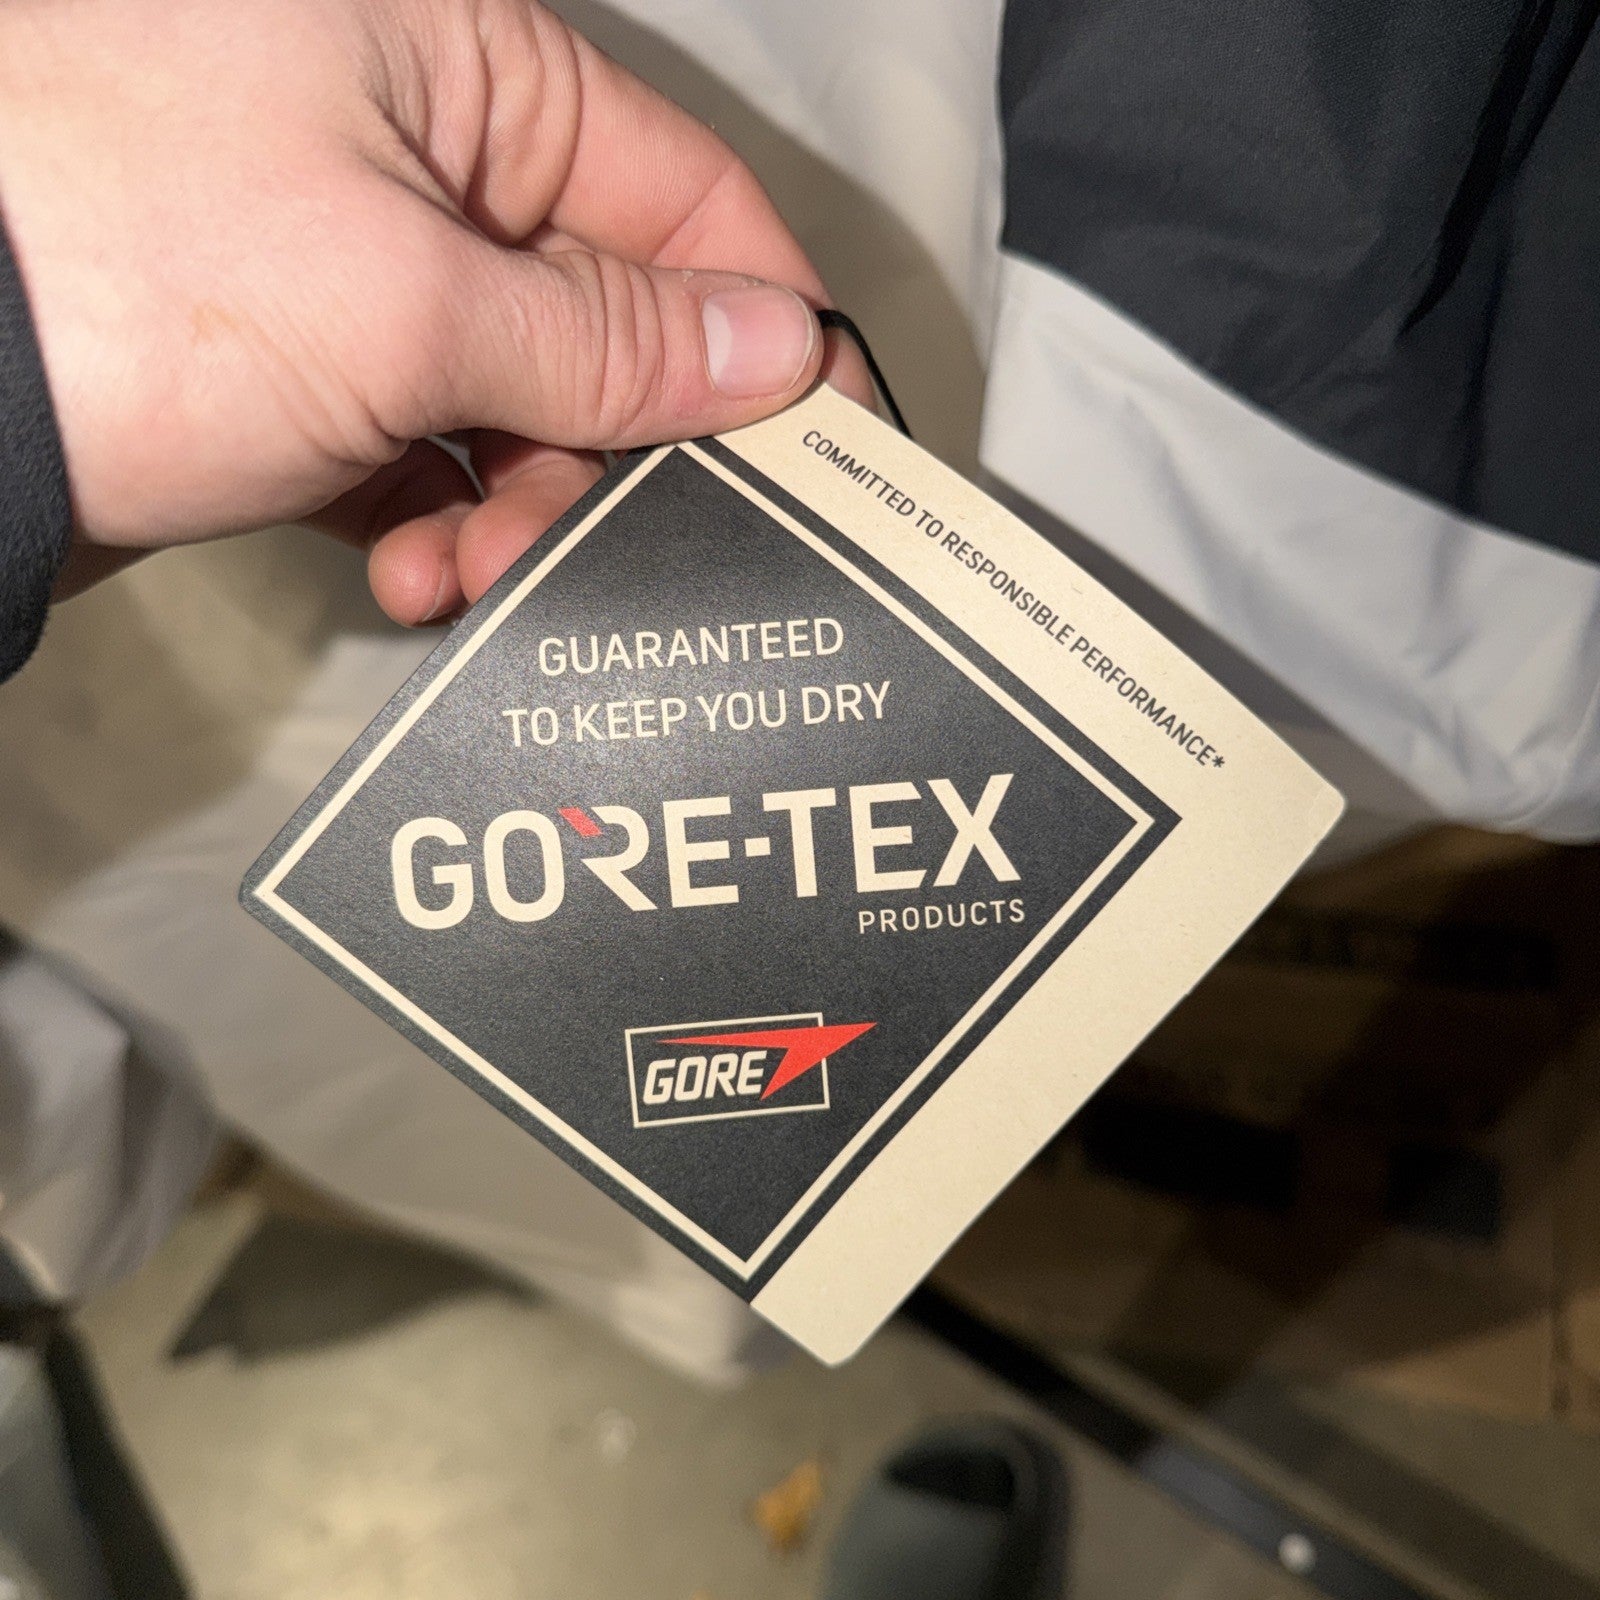 COMMITTED TO RESPONSIBLE PERFORMANCE*
GUARANTEED
TO KEEP YOU DRY
GORE-TEX
PRODUCTS
GORE